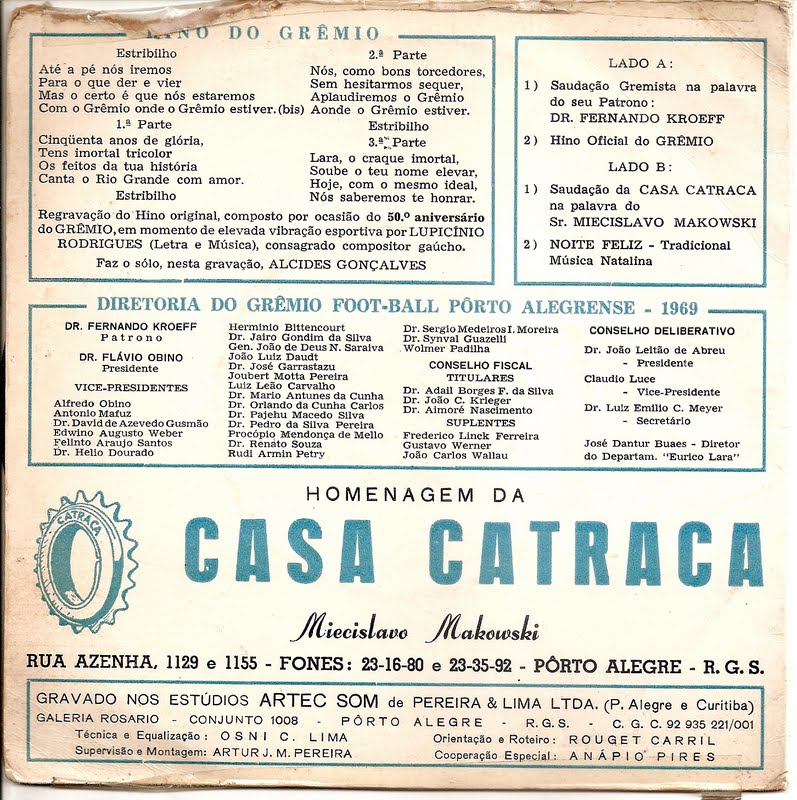 HINO DO GRÊMIO
Estribilho
Até a pé nós iremos
Para o que der e vier
Mas o certo é que nós estaremos
Com o Grêmio onde o Grêmio estiver. (bis)
1.ª Parte
Cinqüenta anos de glória,
Tens imortal tricolor
Os feitos da tua história
Canta o Rio Grande com amor.
Estribilho
2.ª Parte
Nós, como bons torcedores,
Sem hesitarmos sequer,
Aplaudiremos o Grêmio
Aonde o Grêmio estiver.
Estribilho
3.ª Parte
Lara, o craque imortal,
Soube o teu nome elevar,
Hoje, com o mesmo ideal,
Nós saberemos te honrar.
Regravação do Hino original, composto por ocasião do 50.º aniversário
do GRÊMIO, em momento de elevada vibração esportiva por LUPICÍNIO
RODRIGUES (Letra e Música), consagrado compositor gaúcho.
Faz o sólo, nesta gravação, ALCIDES GONÇALVES
LADO A:
1) Saudação Gremista na palavra
do seu Patrono:
DR. FERNANDO KROEFF
2) Hino Oficial do GRÊMIO
LADO B:
1) Saudação da CASA CATRACA
na palavra do
Sr. MIECISLAVO MAKOWSKI
2) NOITE FELIZ - Tradicional
Música Natalina
DIRETORIA DO GRÊMIO FOOT-BALL PÔRTO ALEGRENSE - 1969
DR. FERNANDO KROEFF
Patrono
DR. FLÁVIO OBINO
Presidente
VICE-PRESIDENTES
Alfredo Obino
Antonio Mafuz
Dr. David de Azevedo Gusmão
Edwino Augusto Weber
Felinto Araujo Santos
Dr. Helio Dourado
Herminio Bittencourt
Dr. Jairo Gondim da Silva
Gen. João de Deus N. Saraiva
João Luiz Daudt
Dr. José Garrastazu
Joubert Motta Pereira
Luiz Leão Carvalho
Dr. Mario Antunes da Cunha
Dr. Orlando da Cunha Carlos
Dr. Pajehu Macedo Silva
Dr. Pedro da Silva Pereira
Procópio Mendonça de Mello
Dr. Renato Souza
Rudi Armin Petry
Dr. Sergio Medeiros I. Moreira
Dr. Synval Guazelli
Wolmer Padilha
CONSELHO FISCAL
TITULARES
Dr. Adail Borges F. da Silva
Dr. João C. Krieger
Dr. Aimoré Nascimento
SUPLENTES
Frederico Linck Ferreira
Gustavo Werner
João Carlos Wallau
CONSELHO DELIBERATIVO
Dr. João Leitão de Abreu
- Presidente
Claudio Luce
- Vice-Presidente
Dr. Luiz Emilio C. Meyer
- Secretário
José Dantur Buaes - Diretor
do Departam. "Eurico Lara"
HOMENAGEM DA
CATRACA
CASA CATRACA
Miecislavo Makowski
RUA AZENHA, 1129 e 1155 - FONES: 23-16-80 e 23-35-92 - PÔRTO ALEGRE - R.G.S.
GRAVADO NOS ESTÚDIOS ARTEC SOM de PEREIRA & LIMA LTDA. (P. Alegre e Curitiba)
GALERIA ROSARIO - CONJUNTO 1008 - PÔRTO ALEGRE - R.G.S. - C. G. C. 92 935 221/001
Técnica e Equalização: OSNI C. LIMA
Supervisão e Montagem: ARTUR J. M. PEREIRA
Orientação e Roteiro: ROUGET CARRIL
Cooperação Especial: ANÁPIO PIRES